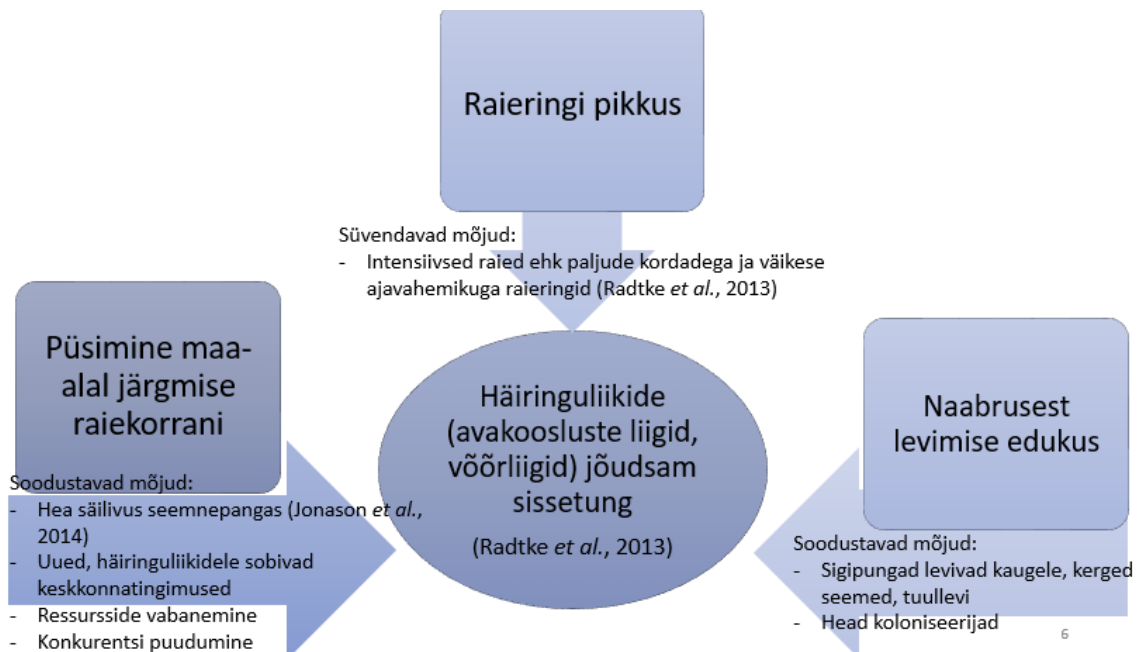 Raieringi pikkus
Süvendavad mõjud:
- Intensiivsed raied ehk paljude kordadega ja väikese
ajavahemikuga raieringid (Radtke et al., 2013)
Püsimine maa-
alal järgmise
raiekorrani
Soodustavad mõjud:
- Hea säilivus seemnepangas (Jonason et al.,
2014)
- Uued, häiringuliikidele sobivad
keskkonnatingimused
- Ressursside vabanemine
- Konkurentsi puudumine
Häiringuliikide
(avakoosluste liigid,
võõrliigid) jõudsam
sissetung
(Radtke et al., 2013)
Naabrusest
levimise edukus
Soodustavad mõjud:
- Sigipungad levivad kaugele, kerged
seemed, tuullevi
- Head koloniseerijad
6